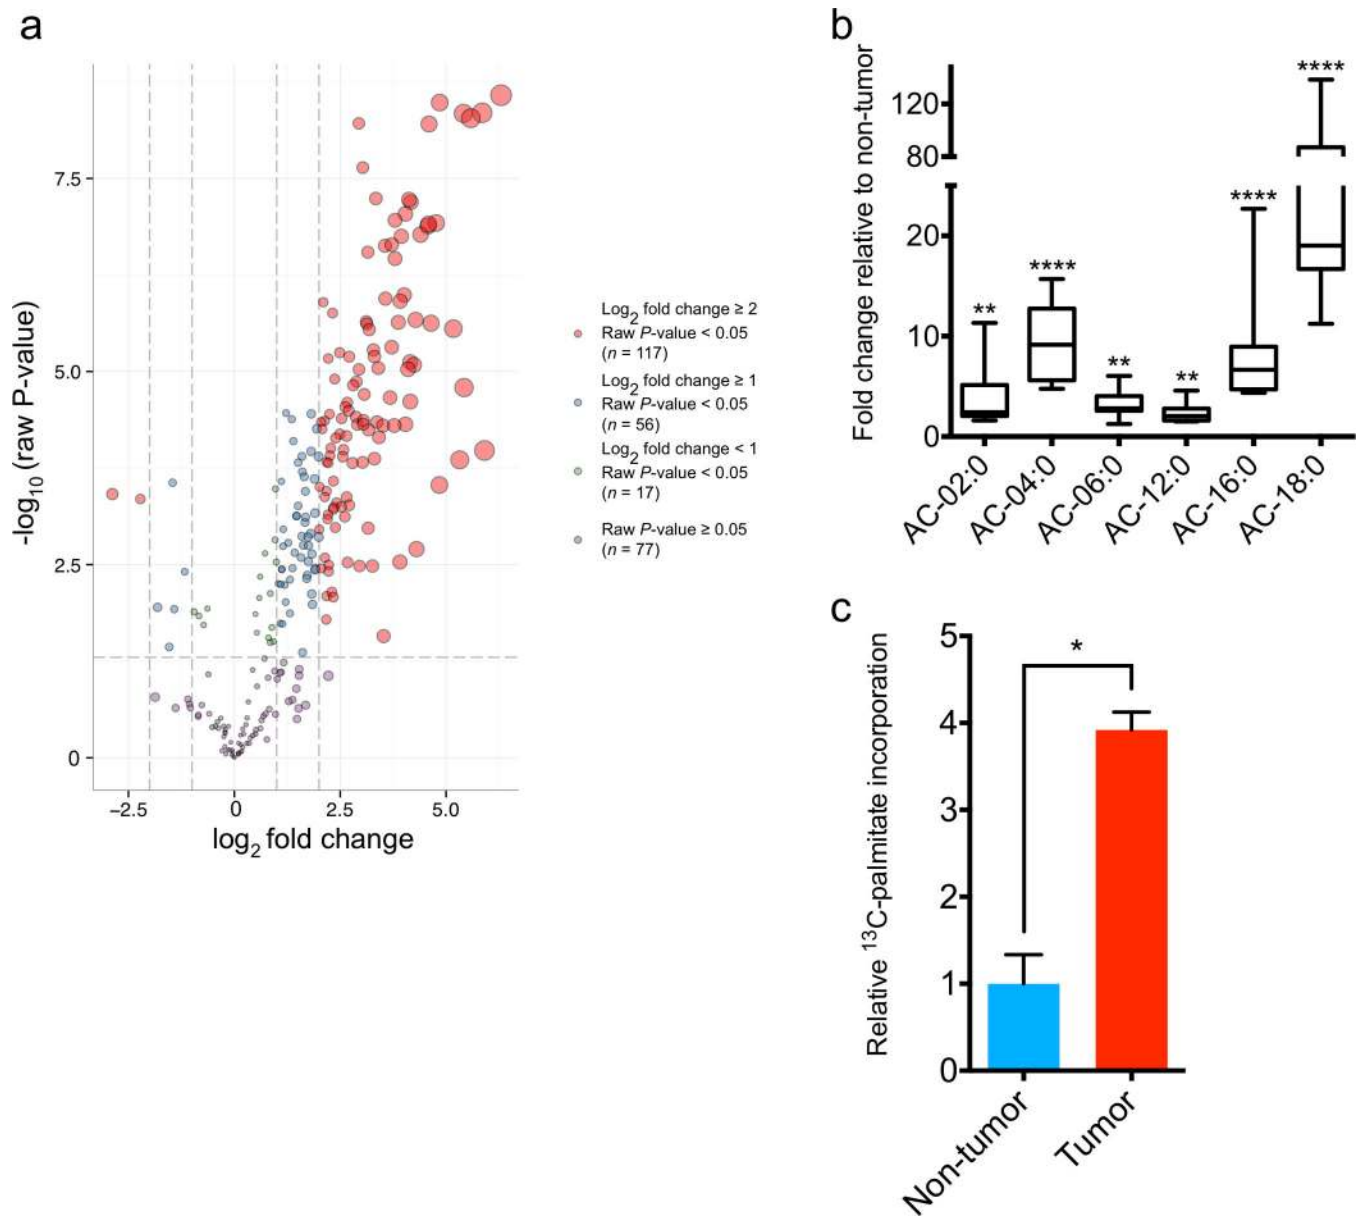 a
-log10 (raw P-value)
7.5
5.0
2.5
0
−2.5
0
2.5
5.0
log2 fold change
Log2 fold change ≥ 2
Raw P-value < 0.05
(n = 117)
Log2 fold change ≥ 1
Raw P-value < 0.05
(n = 56)
Log2 fold change < 1
Raw P-value < 0.05
(n = 17)
Raw P-value ≥ 0.05
(n = 77)
b
Fold change relative to non-tumor
120
80
20
10
0
**
****
**
**
****
****
AC-02:0
AC-04:0
AC-06:0
AC-12:0
AC-16:0
AC-18:0
c
Relative 13C-palmitate incorporation
5
4
3
2
1
0
*
Non-tumor
Tumor